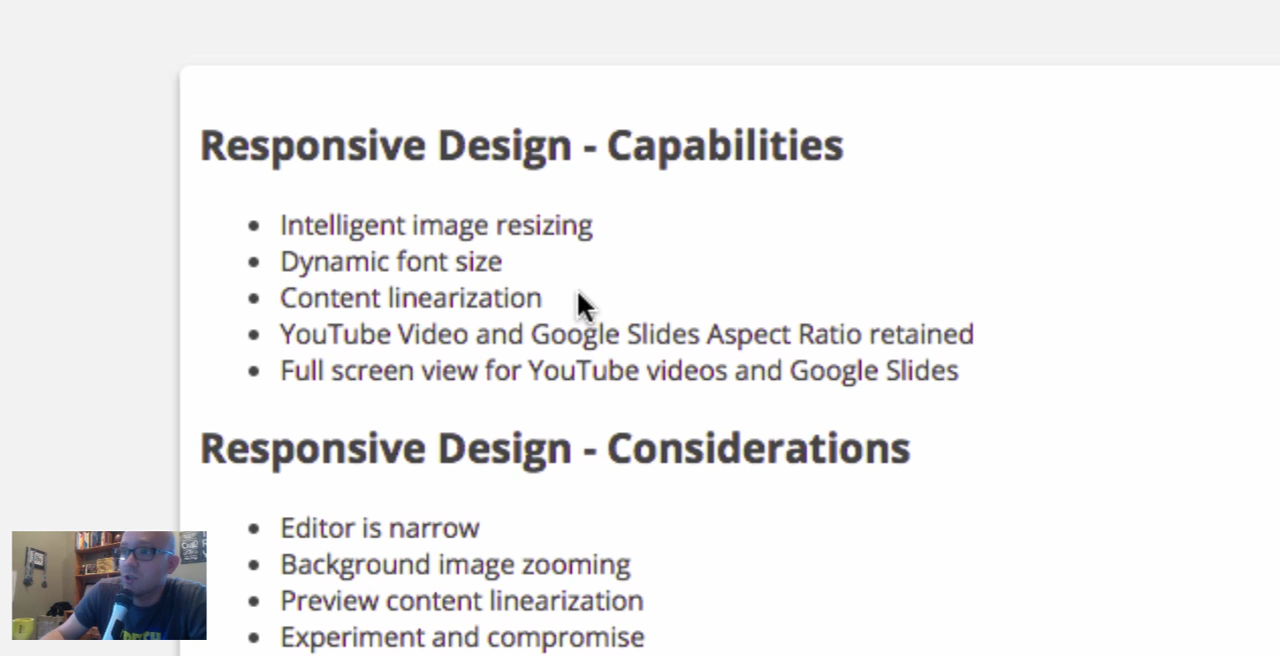 Responsive Design - Capabilities
• Intelligent image resizing
• Dynamic font size
• Content linearization
• YouTube Video and Google Slides Aspect Ratio retained
• Full screen view for YouTube videos and Google Slides
Responsive Design - Considerations
• Editor is narrow
• Background image zooming
• Preview content linearization
• Experiment and compromise